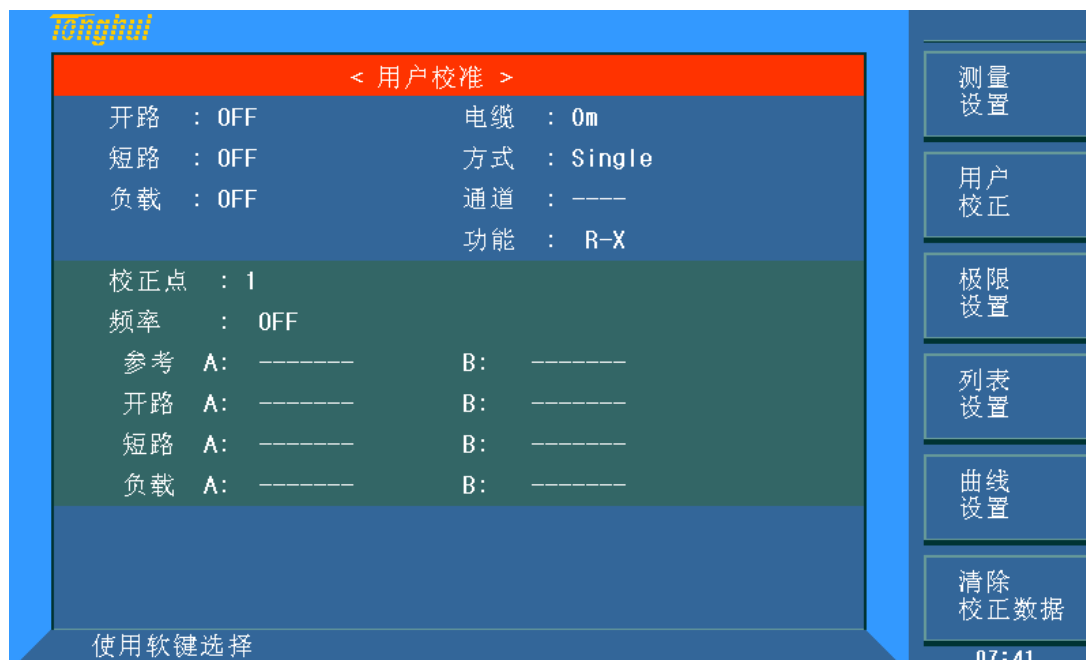 Tonghui
< 用户校准 >
开路 : OFF 电缆 : 0m
短路 : OFF 方式 : Single
负载 : OFF 通道 : ----
功能 : R-X
校正点 : 1
频率 : OFF
参考 A: ------- B: -------
开路 A: ------- B: -------
短路 A: ------- B: -------
负载 A: ------- B: -------
使用软键选择
测量
设置
用户
校正
极限
设置
列表
设置
曲线
设置
清除
校正数据
07:41